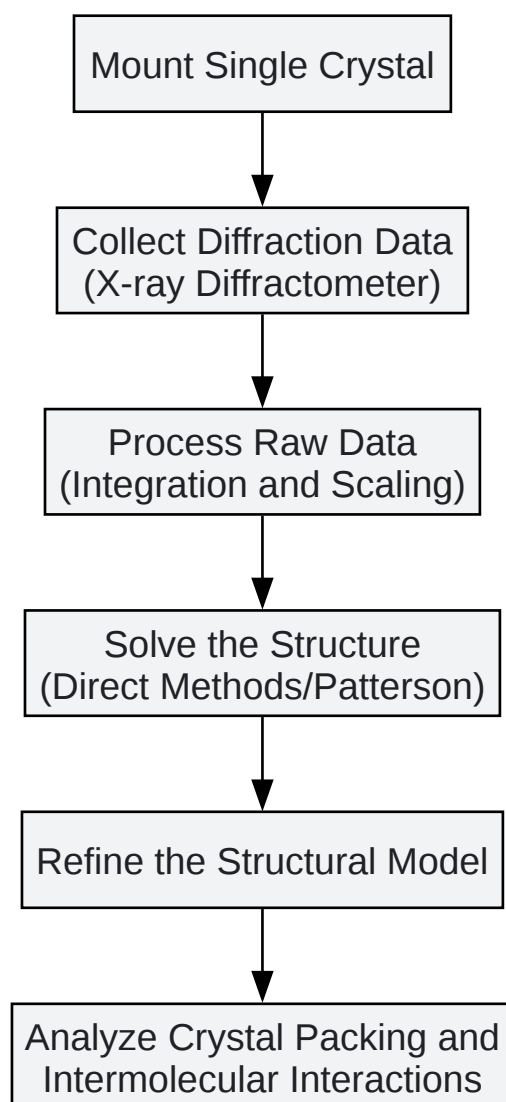 Mount Single Crystal
Collect Diffraction Data
(X-ray Diffractometer)
Process Raw Data
(Integration and Scaling)
Solve the Structure
(Direct Methods/Patterson)
Refine the Structural Model
Analyze Crystal Packing and
Intermolecular Interactions